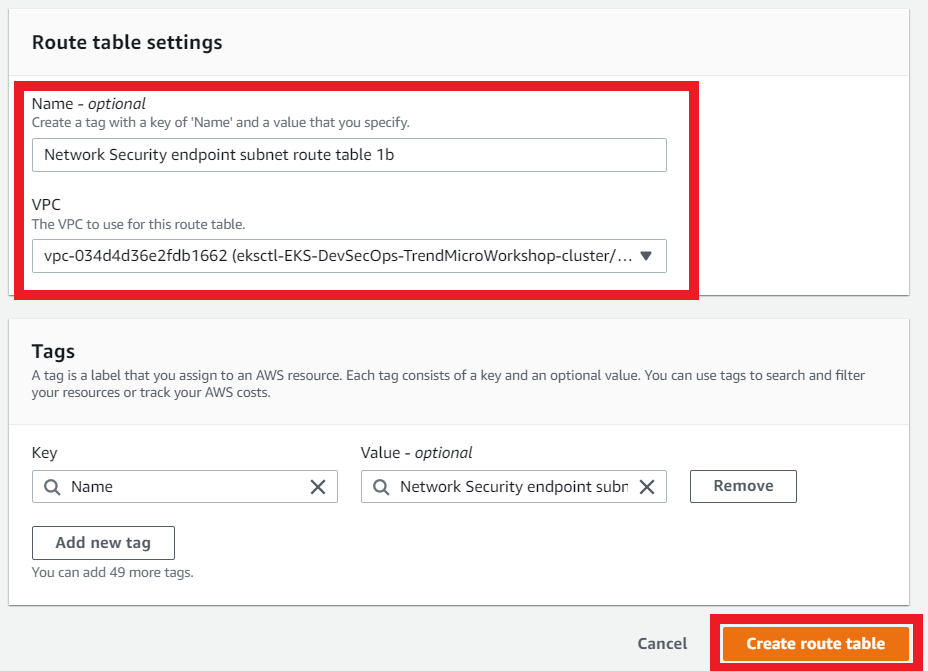 Route table settings
Name - optional
Create a tag with a key of 'Name' and a value that you specify.
Network Security endpoint subnet route table 1b
VPC
The VPC to use for this route table.
vpc-034d4d36e2fdb1662 (eksctl-EKS-DevSecOps-TrendMicroWorkshop-cluster/...
Tags
A tag is a label that you assign to an AWS resource. Each tag consists of a key and an optional value. You can use tags to search and filter
your resources or track your AWS costs.
Key Value - optional
Name Network Security endpoint subn Remove
Add new tag
You can add 49 more tags.
Cancel Create route table